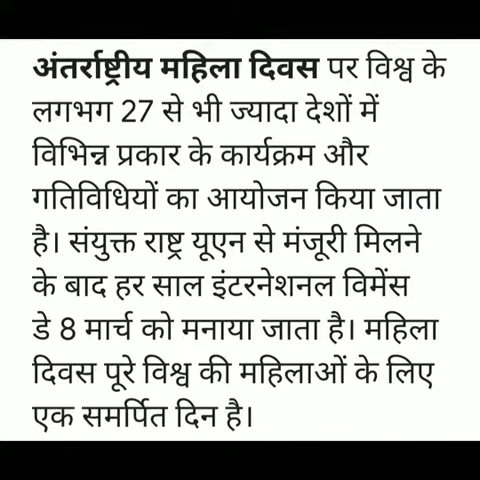 अंतर्राष्ट्रीय महिला दिवस पर विश्व के
लगभग 27 से भी ज्यादा देशों में
विभिन्न प्रकार के कार्यक्रम और
गतिविधियों का आयोजन किया जाता
है। संयुक्त राष्ट्र यूएन से मंजूरी मिलने
के बाद हर साल इंटरनेशनल विमेंस
डे 8 मार्च को मनाया जाता है। महिला
दिवस पूरे विश्व की महिलाओं के लिए
एक समर्पित दिन है।